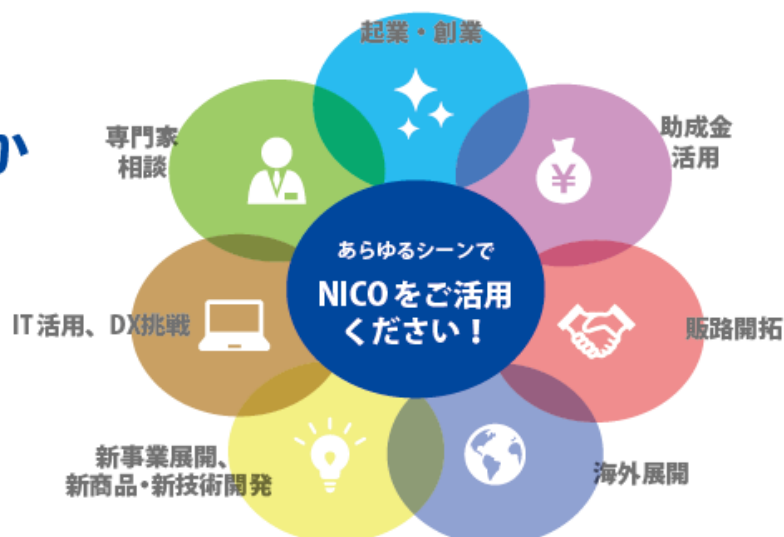 起業・創業
か
専門家
相談
助成金
活用
あらゆるシーンで
NICOをご活用
ください！
IT活用、DX挑戦
販路開拓
新事業展開、
新商品・新技術開発
海外展開
¥